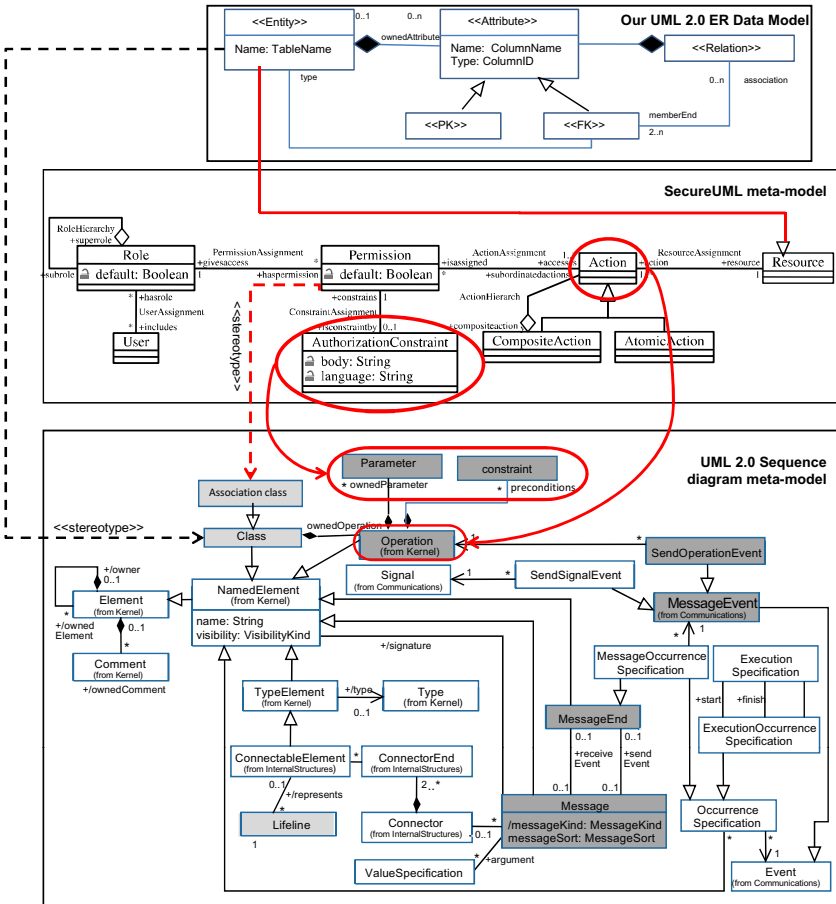 Our UML 2.0 ER Data Model
<<Entity>>
Name: TableName
0..1
0..n
ownedAttribute
<<Attribute>>
Name: ColumnName
Type: ColumnID
<<Relation>>
0..n
association
type
<<PK>>
<<FK>>
memberEnd
2..n
SecureUML meta-model
RoleHierarchy
+superrole
Role
default: Boolean
+subrole
PermissionAssignment
+givesaccess
*
1
+haspermission
Permission
default: Boolean
ActionAssignment
+isassigned
1..
+accesses
*
+subordinatedactions
Action
ResourceAssignment
+action
+resource
1
Resource
* +hasrole
UserAssignment
* +includes
User
<<stereotype>>
+constrains
1
ConstraintAssignment
+isconstraintby
0..1
AuthorizationConstraint
body: String
language: String
ActionHierarch
+compositeaction
CompositeAction
AtomicAction
UML 2.0 Sequence
diagram meta-model
Parameter
* ownedParameter
constraint
* preconditions
Association class
<<stereotype>>
Class
ownedOperation
Operation
(from Kernel)
1
*
SendOperationEvent
Signal
(from Communications)
1
*
SendSignalEvent
MessageEvent
(from Communications)
+/owner
0..1
Element
(from Kernel)
*
+/owned
Element
0..1
*
Comment
(from Kernel)
+/ownedComment
NamedElement
(from Kernel)
name: String
visibility: VisibilityKind
+/signature
* 1
MessageOccurrence
Specification
Execution
Specification
+start
+finish
ExecutionOccurrence
Specification
TypeElement
(from Kernel)
+/type
0..1
Type
(from Kernel)
MessageEnd
0..1
0..1
+receive
Event
+send
Event
0..1
0..1
ConnectableElement
(from InternalStructures)
*
ConnectorEnd
(from InternalStructures)
0..1
+/represents
*
Lifeline
1
2..*
Connector
(from InternalStructures)
*
0..1
Message
/messageKind: MessageKind
messageSort: MessageSort
*
+argument
ValueSpecification
Occurrence
Specification
*
*
1
Event
(from Communications)